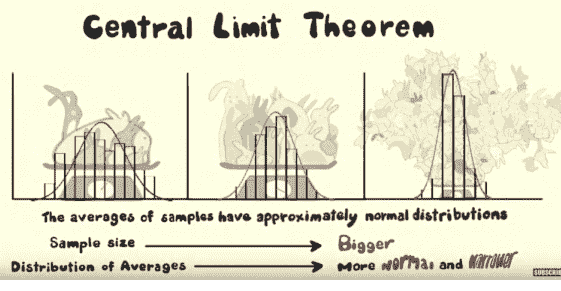 Central Limit Theorem
The averages of samples have approximately normal distributions
Sample size Bigger
Distribution of Averages More normal and narrower
SUBSCRIBE